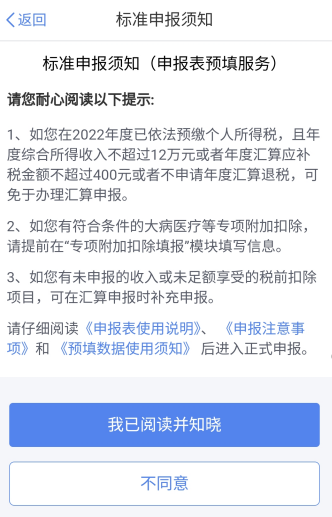 返回
标准申报须知
标准申报须知（申报表预填服务）
请您耐心阅读以下提示:
1、如您在2022年度已依法预缴个人所得税，且年
度综合所得收入不超过12万元或者年度汇算应补
税金额不超过400元或者不申请年度汇算退税，可
免于办理汇算申报。
2、如您有符合条件的大病医疗等专项附加扣除，
请提前在“专项附加扣除填报”模块填写信息。
3、如您有未申报的收入或未足额享受的税前扣除
项目，可在汇算申报时补充申报。
请仔细阅读《申报表使用说明》、《申报注意事
项》和《预填数据使用须知》后进入正式申报。
我已阅读并知晓
不同意